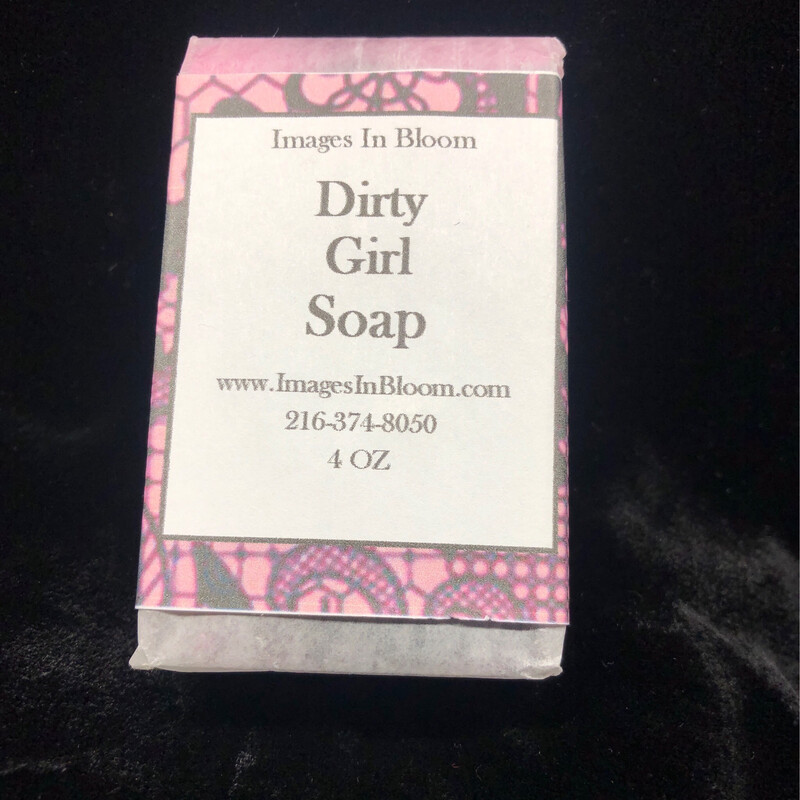 Images In Bloom
Dirty
Girl
Soap
www.ImagesInBloom.com
216-374-8050
4 OZ